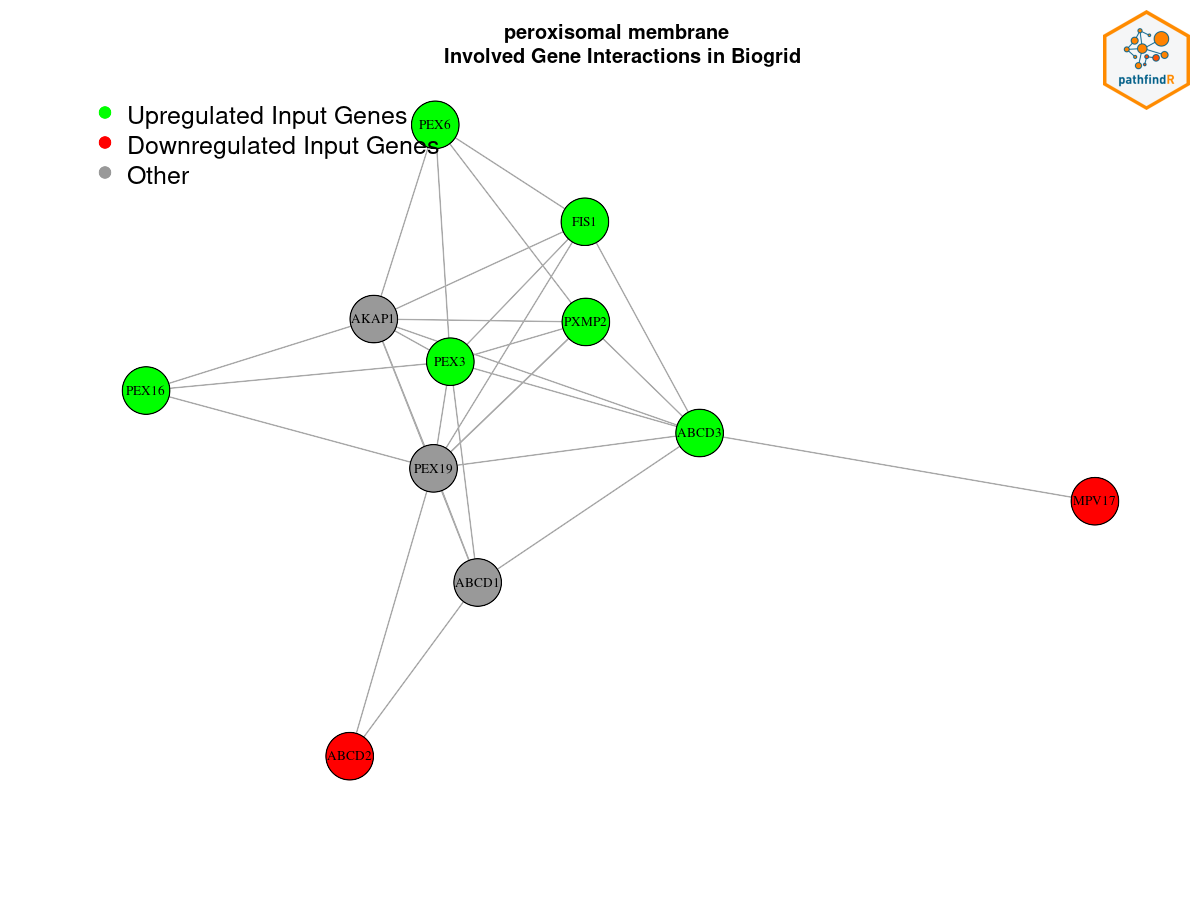 peroxisomal membrane
Involved Gene Interactions in Biogrid
pathfindR
Upregulated Input Genes
Downregulated Input Genes
Other
PEX6
FIS1
AKAP1
PXMP2
PEX3
PEX16
ABCD3
PEX19
MPV17
ABCD1
ABCD2